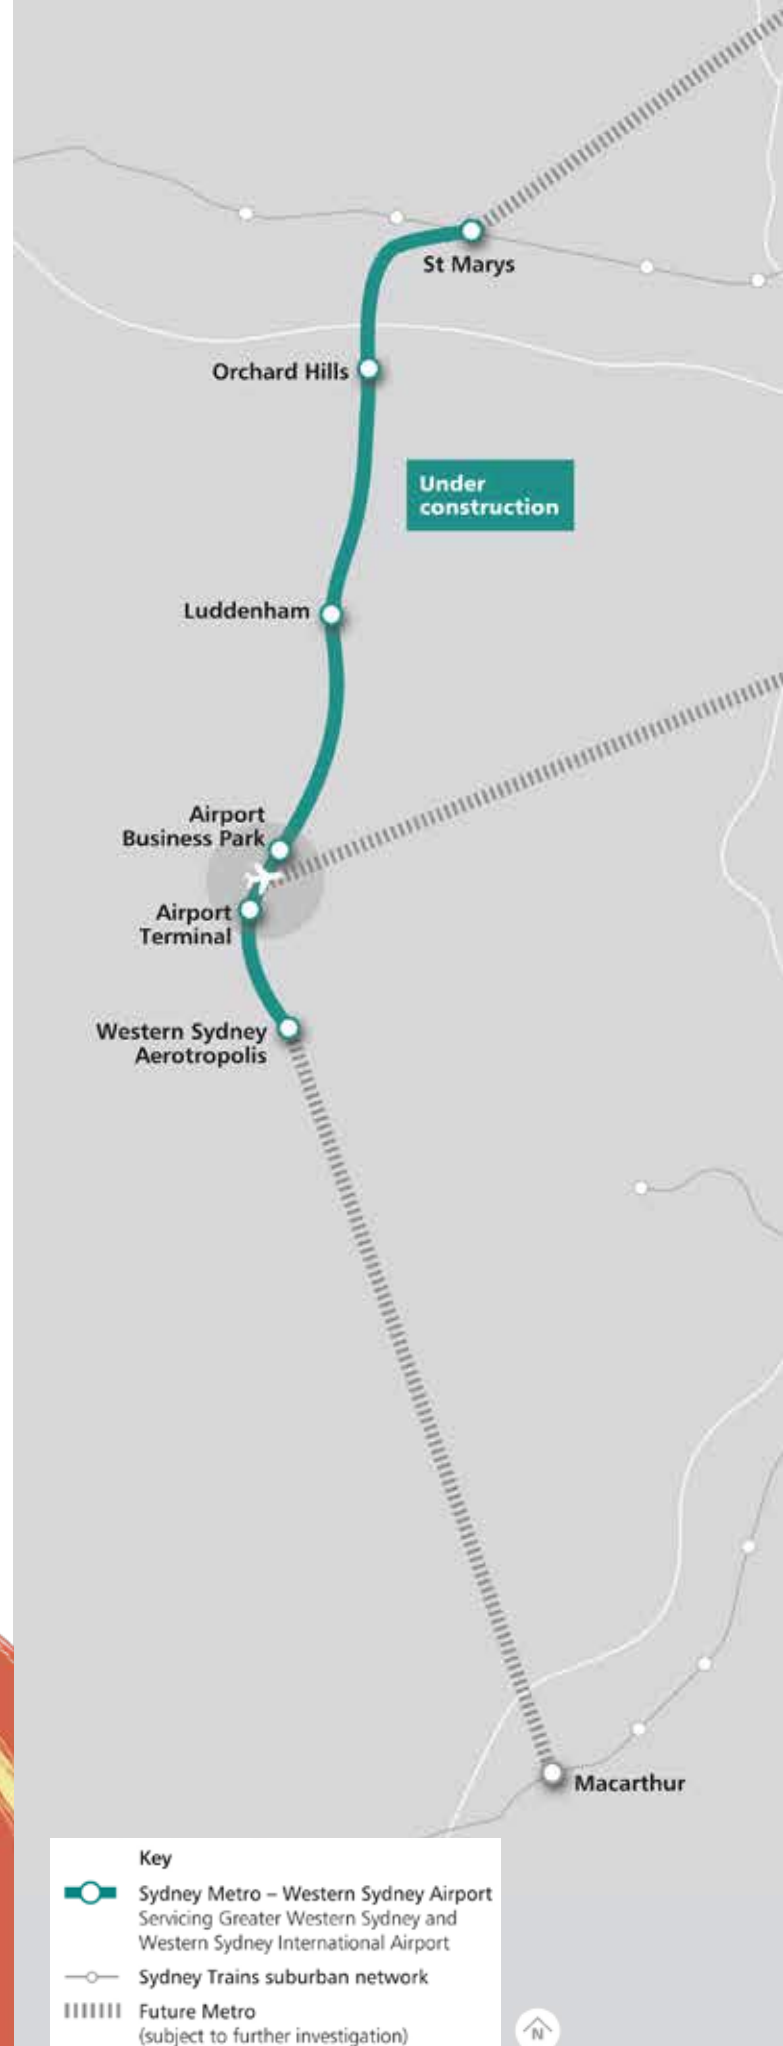 St Marys
Orchard Hills
Under
construction
Luddenham
Airport
Business Park
Airport
Terminal
Western Sydney
Aerotropolis
Macarthur
Key
Sydney Metro – Western Sydney Airport
Servicing Greater Western Sydney and
Western Sydney International Airport
Sydney Trains suburban network
Future Metro
(subject to further investigation)
N